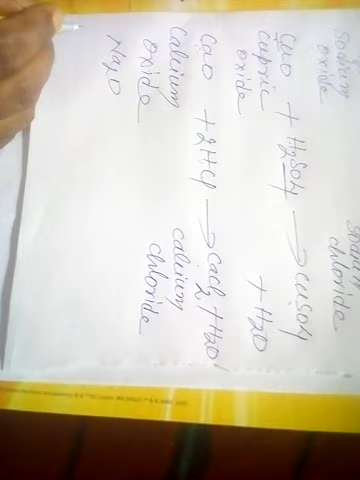 Sodium
oxide
Sodium
chloride
CuO + H2SO4 → CuSO4
+ H2O
Cupric
oxide
CaO + 2HCl → CaCl2 + H2O
Calcium
oxide
calcium
chloride
Na2O